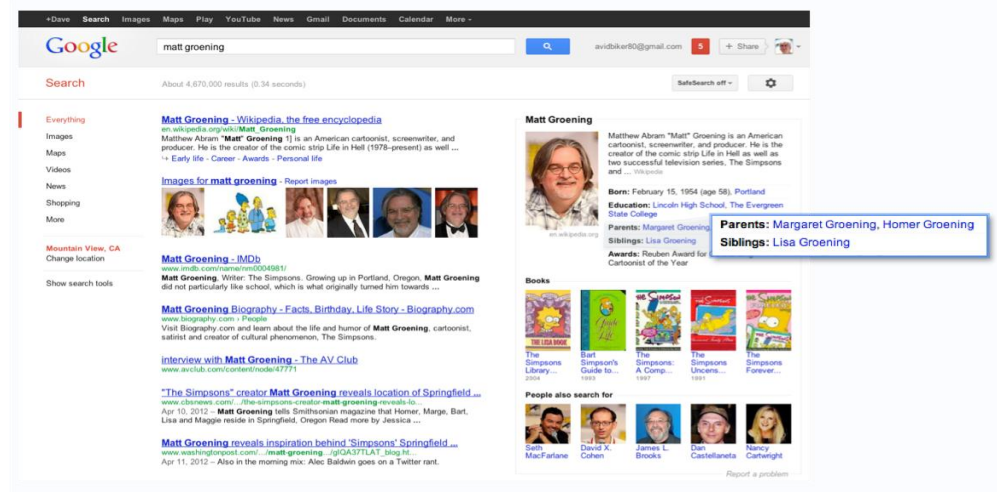 +Dave Search Images Maps Play YouTube News Gmail Documents Calendar More
Google
matt groening
avidbiker80@gmail.com 5 + Share
Search
About 4,670,000 results (0.34 seconds)
SafeSearch off
Everything
Images
Maps
Videos
News
Shopping
More
Mountain View, CA
Change location
Show search tools
Matt Groening - Wikipedia, the free encyclopedia
en.wikipedia.org/wiki/Matt_Groening
Matthew Abram "Matt" Groening 1] is an American cartoonist, screenwriter, and
producer. He is the creator of the comic strip Life in Hell (1978–present) as well ...
Early life - Career - Awards - Personal life
Images for matt groening - Report images
Matt Groening - IMDb
www.imdb.com/name/nm0004981/
Matt Groening, Writer: The Simpsons. Growing up in Portland, Oregon, Matt Groening
did not particularly like school, which is what originally turned him towards ...
Matt Groening Biography - Facts, Birthday, Life Story - Biography.com
www.biography.com › People
Visit Biography.com and learn about the life and humor of Matt Groening, cartoonist,
satirist and creator of cultural phenomenon, The Simpsons.
interview with Matt Groening - The AV Club
www.avclub.com/content/node/47771
"The Simpsons" creator Matt Groening reveals location of Springfield ...
www.cbsnews.com/.../the-simpsons-creator-matt-groening-reveals-lo...
Apr 10, 2012 – Matt Groening tells Smithsonian magazine that Homer, Marge, Bart,
Lisa and Maggie reside in Springfield, Oregon Read more by Jessica ...
Matt Groening reveals inspiration behind 'Simpsons' Springfield ...
www.washingtonpost.com/.../matt-groening.../gIQA37TLAT_blog.ht...
Apr 11, 2012 – Also in the morning mix: Alec Baldwin goes on a Twitter rant.
Matt Groening
Matthew Abram "Matt" Groening is an American
cartoonist, screenwriter, and producer. He is the
creator of the comic strip Life in Hell as well as
two successful television series, The Simpsons
and ... Wikipedia
en.wikipedia.org
Born: February 15, 1954 (age 58), Portland
Education: Lincoln High School, The Evergreen
State College
Parents: Margaret Groening,
Siblings: Lisa Groening
Awards: Reuben Award for
Cartoonist of the Year
Parents: Margaret Groening, Homer Groening
Siblings: Lisa Groening
Books
THE LISA BOOK
The Simpsons Library... 2004
Bart Simpson's Guide to... 1993
The Simpsons: A Comp... 1997
The Simpsons Uncens... 1991
The Simpsons Forever...
People also search for
Seth MacFarlane
David X. Cohen
James L. Brooks
Dan Castellaneta
Nancy Cartwright
Report a problem